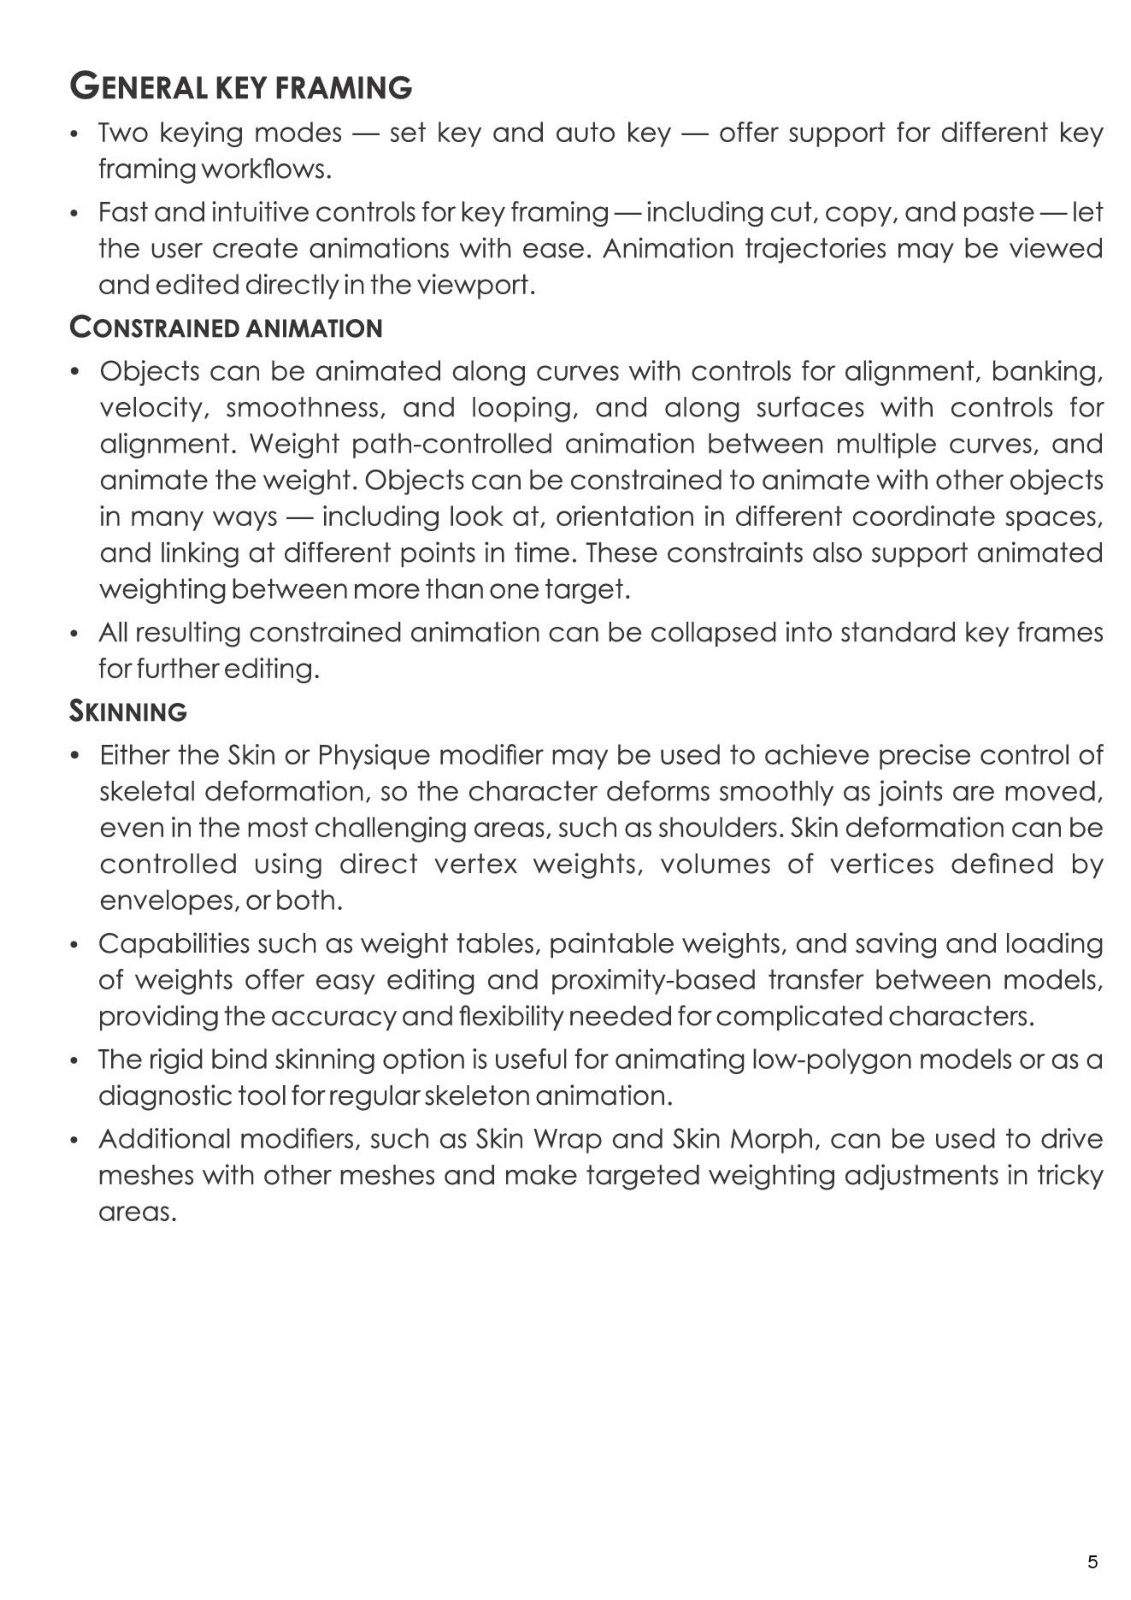 GENERAL KEY FRAMING
• Two keying modes — set key and auto key — offer support for different key
framing workflows.
• Fast and intuitive controls for key framing — including cut, copy, and paste — let
the user create animations with ease. Animation trajectories may be viewed
and edited directly in the viewport.
CONSTRAINED ANIMATION
• Objects can be animated along curves with controls for alignment, banking,
velocity, smoothness, and looping, and along surfaces with controls for
alignment. Weight path-controlled animation between multiple curves, and
animate the weight. Objects can be constrained to animate with other objects
in many ways — including look at, orientation in different coordinate spaces,
and linking at different points in time. These constraints also support animated
weighting between more than one target.
• All resulting constrained animation can be collapsed into standard key frames
for further editing.
SKINNING
• Either the Skin or Physique modifier may be used to achieve precise control of
skeletal deformation, so the character deforms smoothly as joints are moved,
even in the most challenging areas, such as shoulders. Skin deformation can be
controlled using direct vertex weights, volumes of vertices defined by
envelopes, or both.
• Capabilities such as weight tables, paintable weights, and saving and loading
of weights offer easy editing and proximity-based transfer between models,
providing the accuracy and flexibility needed for complicated characters.
• The rigid bind skinning option is useful for animating low-polygon models or as a
diagnostic tool for regular skeleton animation.
• Additional modifiers, such as Skin Wrap and Skin Morph, can be used to drive
meshes with other meshes and make targeted weighting adjustments in tricky
areas.
5